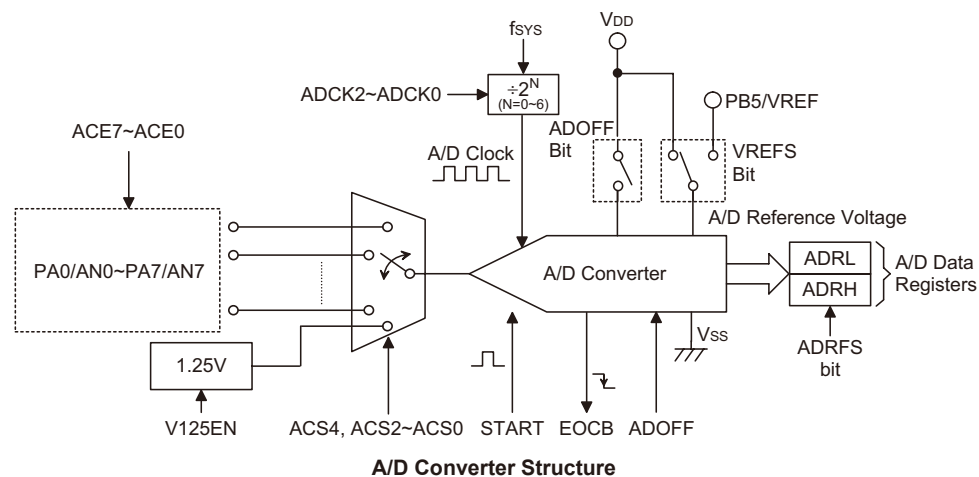 fSYS
VDD
÷2N
(N=0~6)
ADCK2~ADCK0
PB5/VREF
ACE7~ACE0
ADOFF
Bit
VREFS
Bit
A/D Clock
A/D Reference Voltage
PA0/AN0~PA7/AN7
A/D Converter
ADRL
ADRH
A/D Data
Registers
VSS
1.25V
ADRFS
bit
V125EN
ACS4, ACS2~ACS0
START
EOCB
ADOFF
A/D Converter Structure